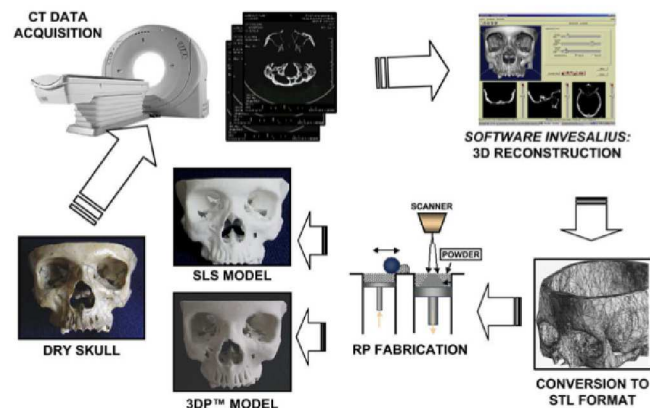 CT DATA
ACQUISITION
SOFTWARE INVESALIUS:
3D RECONSTRUCTION
SCANNER
POWDER
SLS MODEL
DRY SKULL
RP FABRICATION
3DP™ MODEL
CONVERSION TO
STL FORMAT